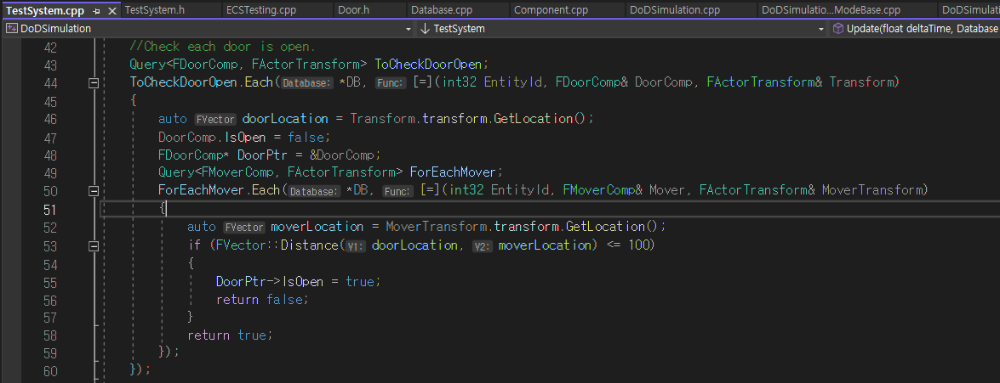 TestSystem.cpp TestSystem.h ECSTesting.cpp Door.h Database.cpp Component.cpp DoDSimulation.cpp DoDSimulatio...ModeBase.cpp DoDSimulati
DoDSimulation TestSystem Update(float deltaTime, Database
42 //Check each door is open.
43 Query<FDoorComp, FActorTransform> ToCheckDoorOpen;
44 ToCheckDoorOpen.Each(Database: *DB, Func: [=](int32 EntityId, FDoorComp& DoorComp, FActorTransform& Transform)
45 {
46 auto FVector doorLocation = Transform.transform.GetLocation();
47 DoorComp.IsOpen = false;
48 FDoorComp* DoorPtr = &DoorComp;
49 Query<FMoverComp, FActorTransform> ForEachMover;
50 ForEachMover.Each(Database: *DB, Func: [=](int32 EntityId, FMoverComp& Mover, FActorTransform& MoverTransform)
51 {
52 auto FVector moverLocation = MoverTransform.transform.GetLocation();
53 if (FVector::Distance(V1: doorLocation, V2: moverLocation) <= 100)
54 {
55 DoorPtr->IsOpen = true;
56 return false;
57 }
58 return true;
59 });
60 });